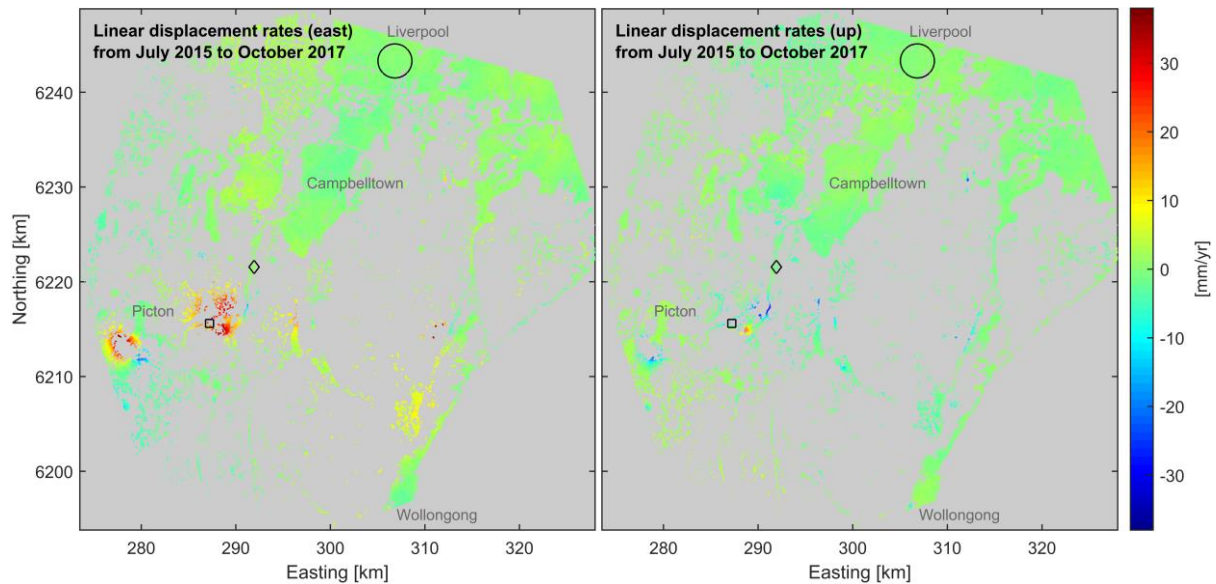 Linear displacement rates (east)
from July 2015 to October 2017
Liverpool
Campbelltown
Picton
Wollongong
6240
6230
6220
6210
6200
Northing [km]
280
290
300
310
320
Easting [km]
Linear displacement rates (up)
from July 2015 to October 2017
Liverpool
Campbelltown
Picton
Wollongong
280
290
300
310
320
Easting [km]
30
20
10
0
-10
-20
-30
[mm/yr]